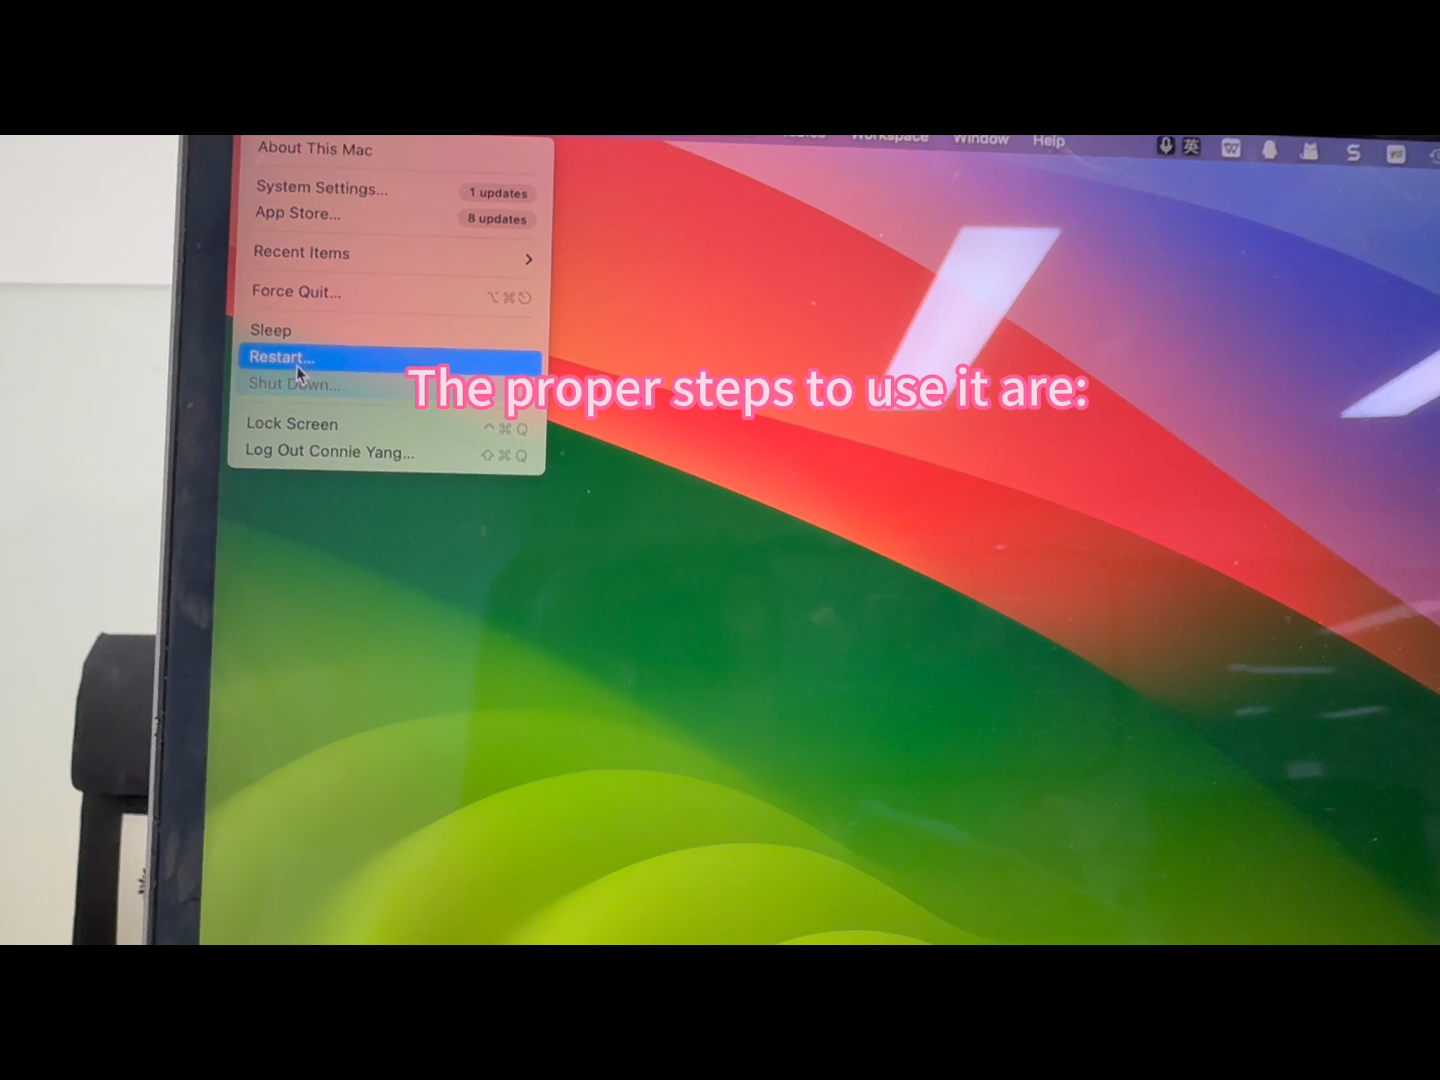 About This Mac
System Settings... 1 updates
App Store... 8 updates
Recent Items
Force Quit... ⌥⌘⎋
Sleep
Restart...
Shut Down...
Lock Screen ^⌘Q
Log Out Connie Yang... ⇧⌘Q
Workspace Window Help
英
The proper steps to use it are: